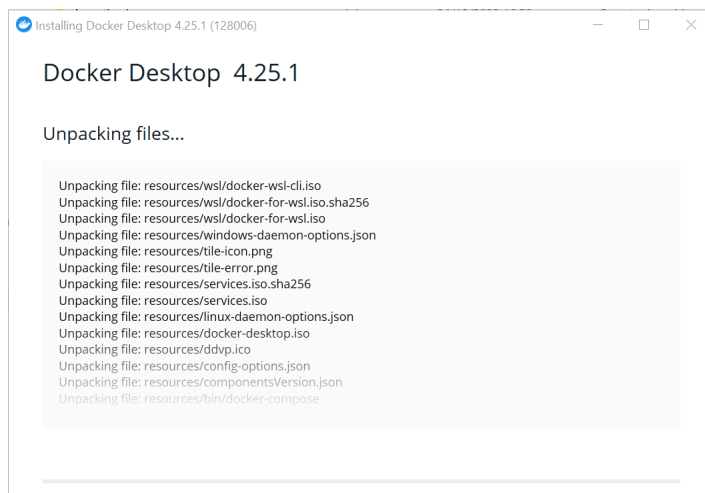 Installing Docker Desktop 4.25.1 (128006)
Docker Desktop 4.25.1
Unpacking files...
Unpacking file: resources/wsl/docker-wsl-cli.iso
Unpacking file: resources/wsl/docker-for-wsl.iso.sha256
Unpacking file: resources/wsl/docker-for-wsl.iso
Unpacking file: resources/windows-daemon-options.json
Unpacking file: resources/tile-icon.png
Unpacking file: resources/tile-error.png
Unpacking file: resources/services.iso.sha256
Unpacking file: resources/services.iso
Unpacking file: resources/linux-daemon-options.json
Unpacking file: resources/docker-desktop.iso
Unpacking file: resources/ddvp.ico
Unpacking file: resources/config-options.json
Unpacking file: resources/componentsVersion.json
Unpacking file: resources/bin/docker-compose